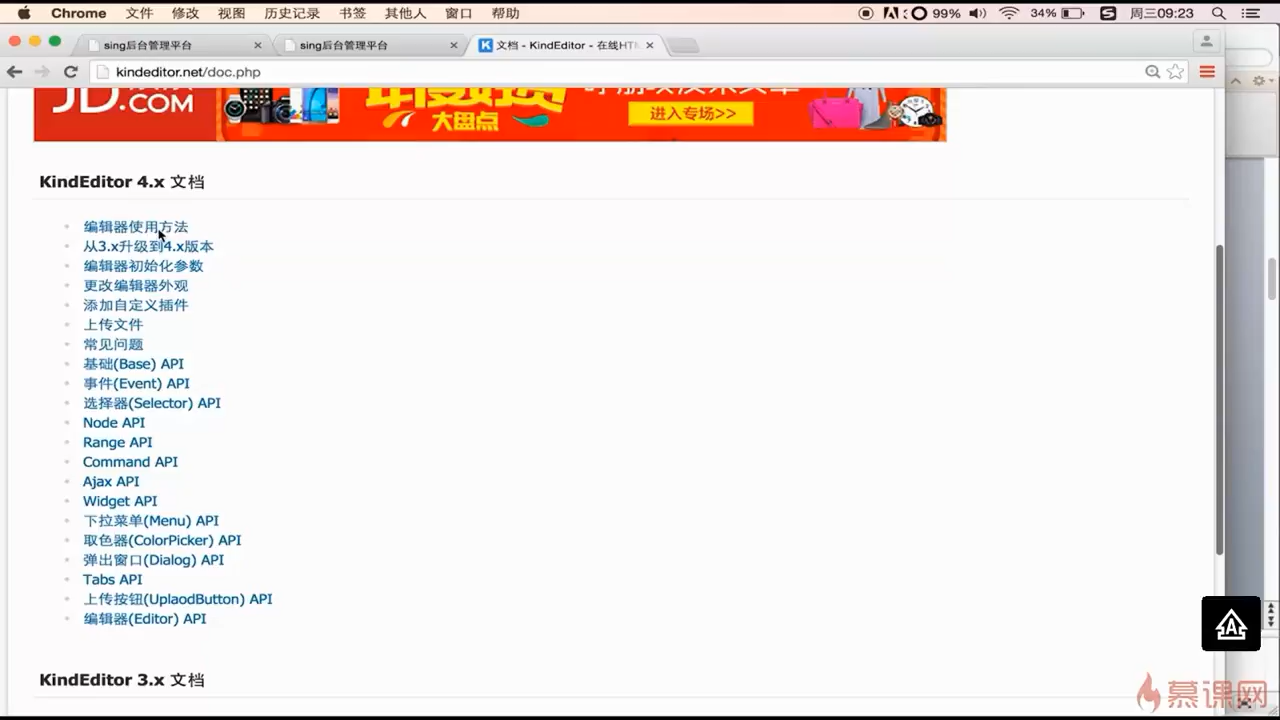 Chrome 文件 修改 视图 历史记录 书签 其他人 窗口 帮助 99% 34% 周三09:23
sing后台管理平台 sing后台管理平台 文档 - KindEditor - 在线HT
kindeditor.net/doc.php
JD.COM
大盘点
进入专场>>
KindEditor 4.x 文档
编辑器使用方法
从3.x升级到4.x版本
编辑器初始化参数
更改编辑器外观
添加自定义插件
上传文件
常见问题
基础(Base) API
事件(Event) API
选择器(Selector) API
Node API
Range API
Command API
Ajax API
Widget API
下拉菜单(Menu) API
取色器(ColorPicker) API
弹出窗口(Dialog) API
Tabs API
上传按钮(UplaodButton) API
编辑器(Editor) API
KindEditor 3.x 文档
慕课网